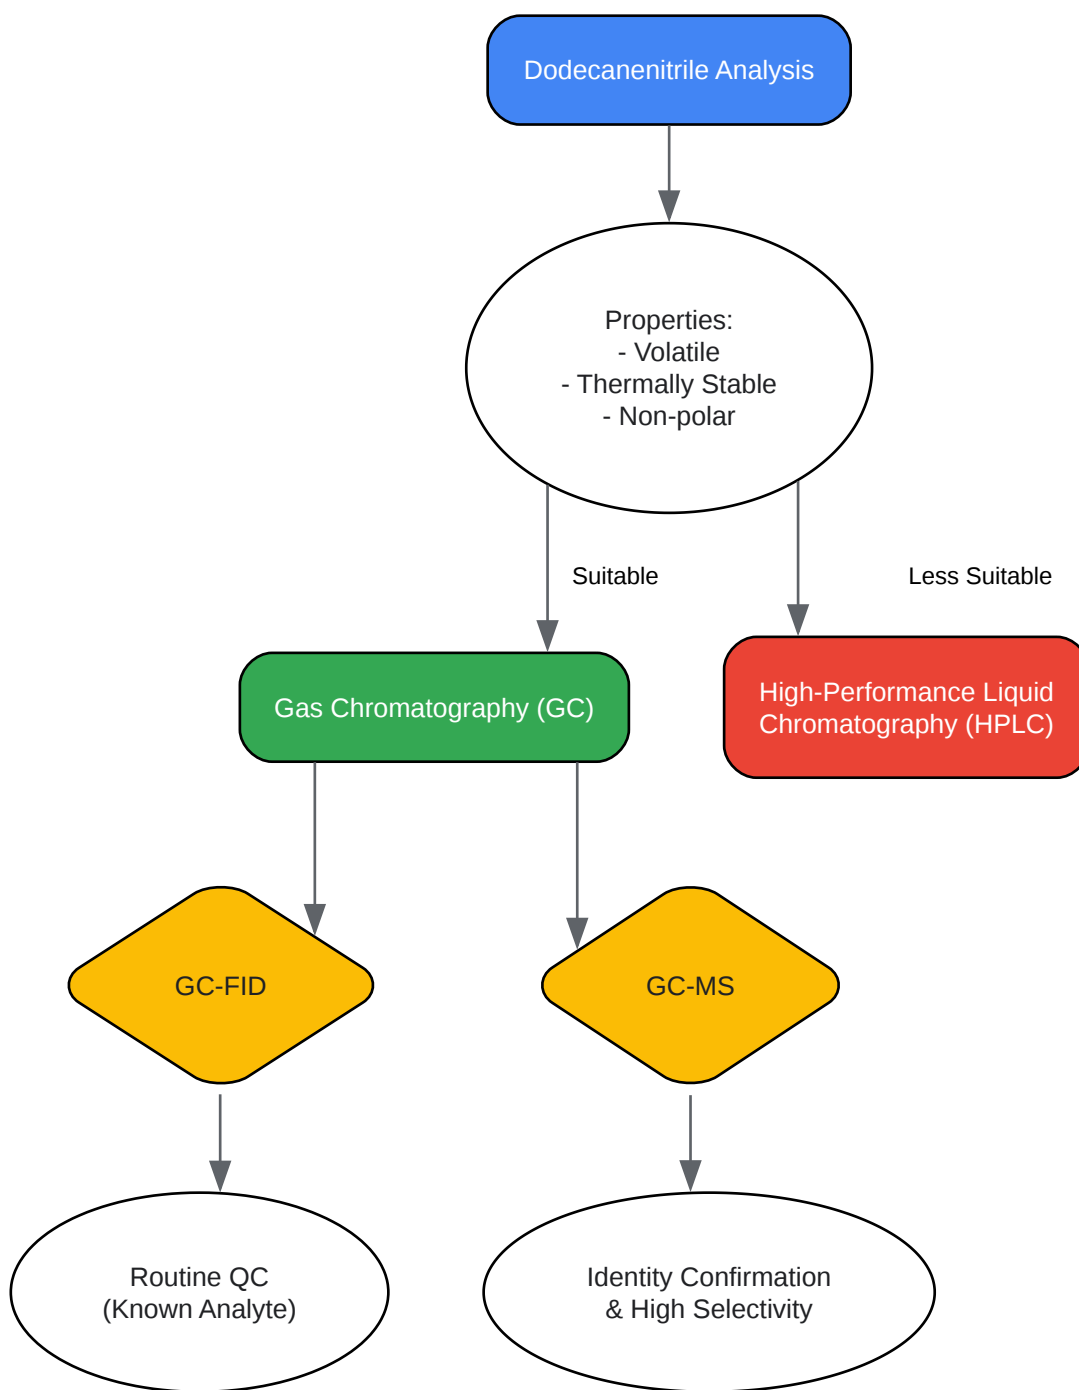 Dodecanenitrile Analysis
Properties:
- Volatile
- Thermally Stable
- Non-polar
Suitable
Less Suitable
Gas Chromatography (GC)
High-Performance Liquid
Chromatography (HPLC)
GC-FID
GC-MS
Routine QC
(Known Analyte)
Identity Confirmation
& High Selectivity